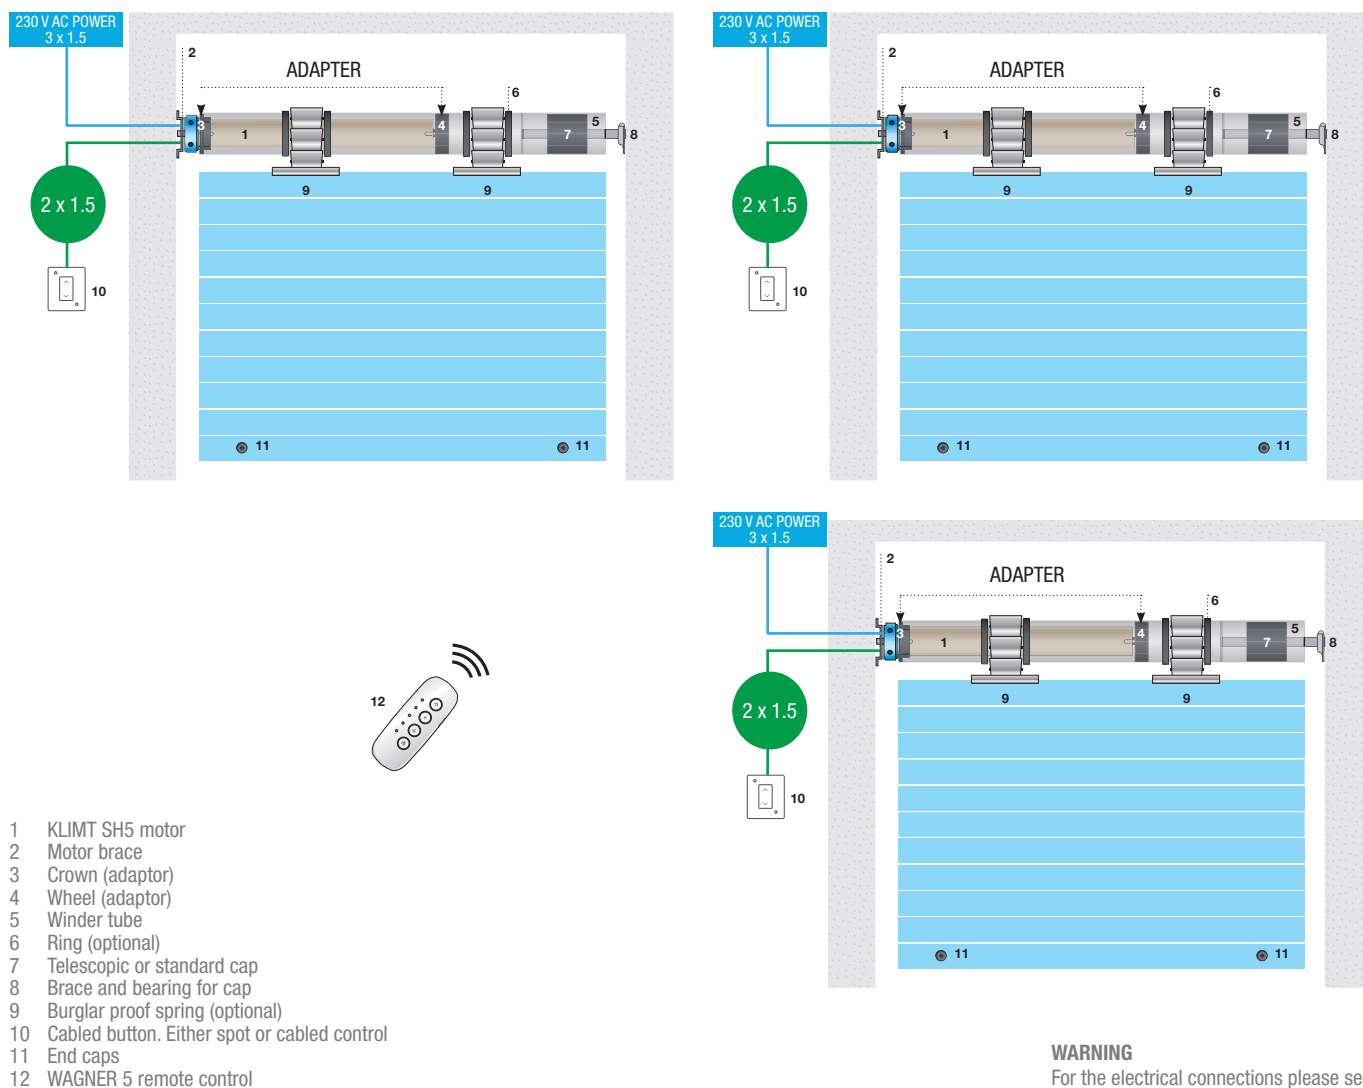 230 V AC POWER
3 x 1.5
2
ADAPTER
6
3
1
4
7
5
8
9
9
2 x 1.5
10
11
11
230 V AC POWER
3 x 1.5
2
ADAPTER
6
3
1
4
7
5
8
9
9
2 x 1.5
10
11
11
230 V AC POWER
3 x 1.5
2
ADAPTER
6
3
1
4
7
5
8
9
9
2 x 1.5
10
11
11
12
1 KLIMT SH5 motor
2 Motor brace
3 Crown (adaptor)
4 Wheel (adaptor)
5 Winder tube
6 Ring (optional)
7 Telescopic or standard cap
8 Brace and bearing for cap
9 Burglar proof spring (optional)
10 Cabled button. Either spot or cabled control
11 End caps
12 WAGNER 5 remote control
WARNING
For the electrical connections please se